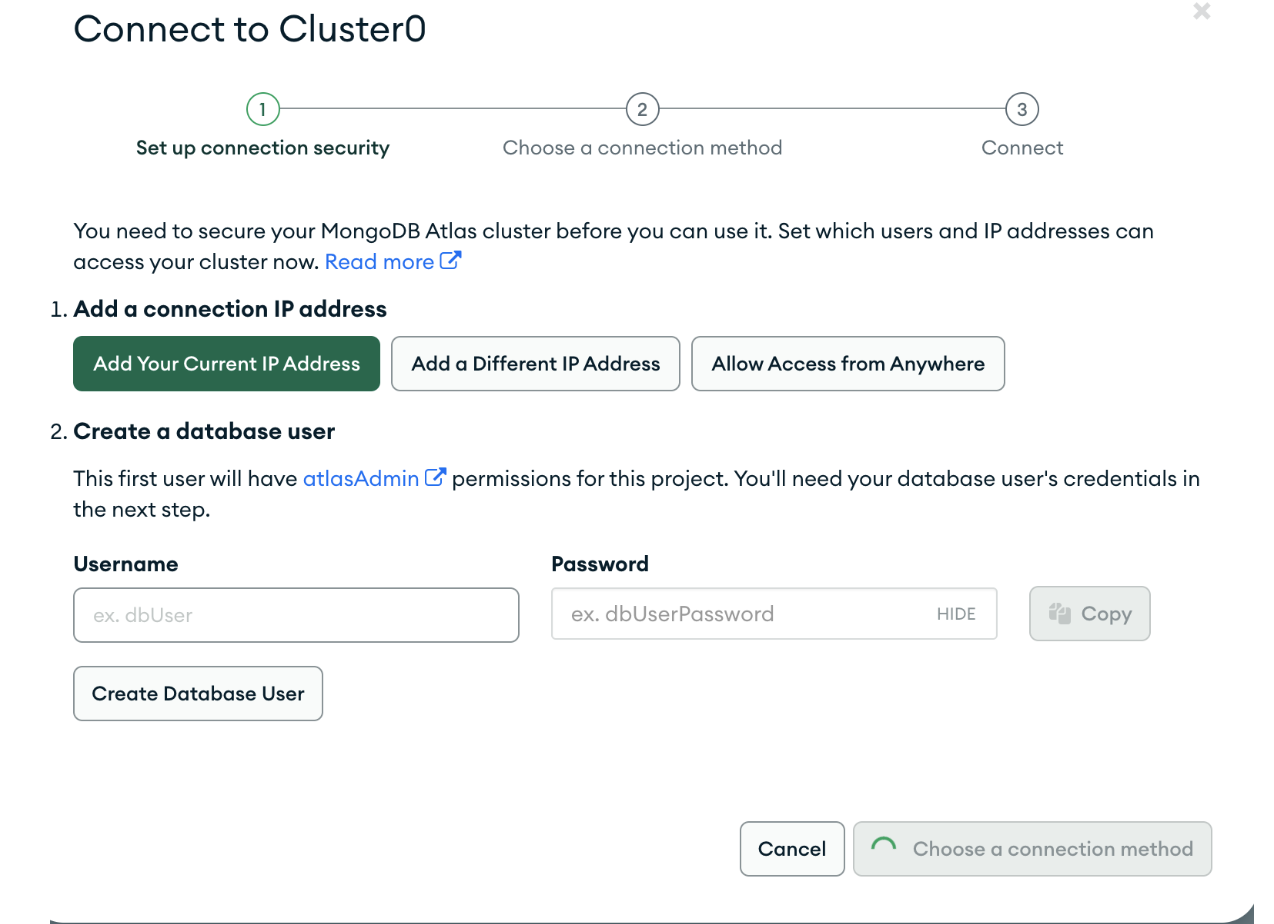 Connect to Cluster0
1
2
3
Set up connection security
Choose a connection method
Connect
You need to secure your MongoDB Atlas cluster before you can use it. Set which users and IP addresses can
access your cluster now. Read more
1. Add a connection IP address
Add Your Current IP Address
Add a Different IP Address
Allow Access from Anywhere
2. Create a database user
This first user will have atlasAdmin permissions for this project. You'll need your database user's credentials in
the next step.
Username
Password
ex. dbUser
ex. dbUserPassword
HIDE
Copy
Create Database User
Cancel
Choose a connection method